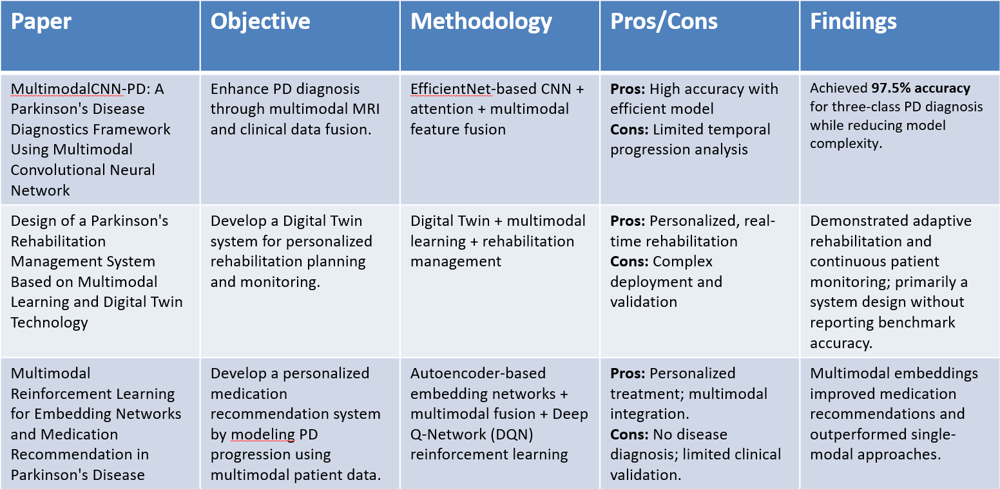 Paper
Objective
Methodology
Pros/Cons
Findings
MultimodalCNN-PD: A
Parkinson's Disease
Diagnostics Framework
Using Multimodal
Convolutional Neural
Network
Enhance PD diagnosis
through multimodal MRI
and clinical data fusion.
EfficientNet-based CNN +
attention + multimodal
feature fusion
Pros: High accuracy with
efficient model
Cons: Limited temporal
progression analysis
Achieved 97.5% accuracy
for three-class PD diagnosis
while reducing model
complexity.
Design of a Parkinson's
Rehabilitation
Management System
Based on Multimodal
Learning and Digital Twin
Technology
Develop a Digital Twin
system for personalized
rehabilitation planning
and monitoring.
Digital Twin + multimodal
learning + rehabilitation
management
Pros: Personalized, real-
time rehabilitation
Cons: Complex
deployment and
validation
Demonstrated adaptive
rehabilitation and
continuous patient
monitoring; primarily a
system design without
reporting benchmark
accuracy.
Multimodal
Reinforcement Learning
for Embedding Networks
and Medication
Recommendation in
Parkinson's Disease
Develop a personalized
medication
recommendation system
by modeling PD
progression using
multimodal patient data.
Autoencoder-based
embedding networks +
multimodal fusion + Deep
Q-Network (DQN)
reinforcement learning
Pros: Personalized
treatment; multimodal
integration.
Cons: No disease
diagnosis; limited clinical
validation.
Multimodal embeddings
improved medication
recommendations and
outperformed single-
modal approaches.